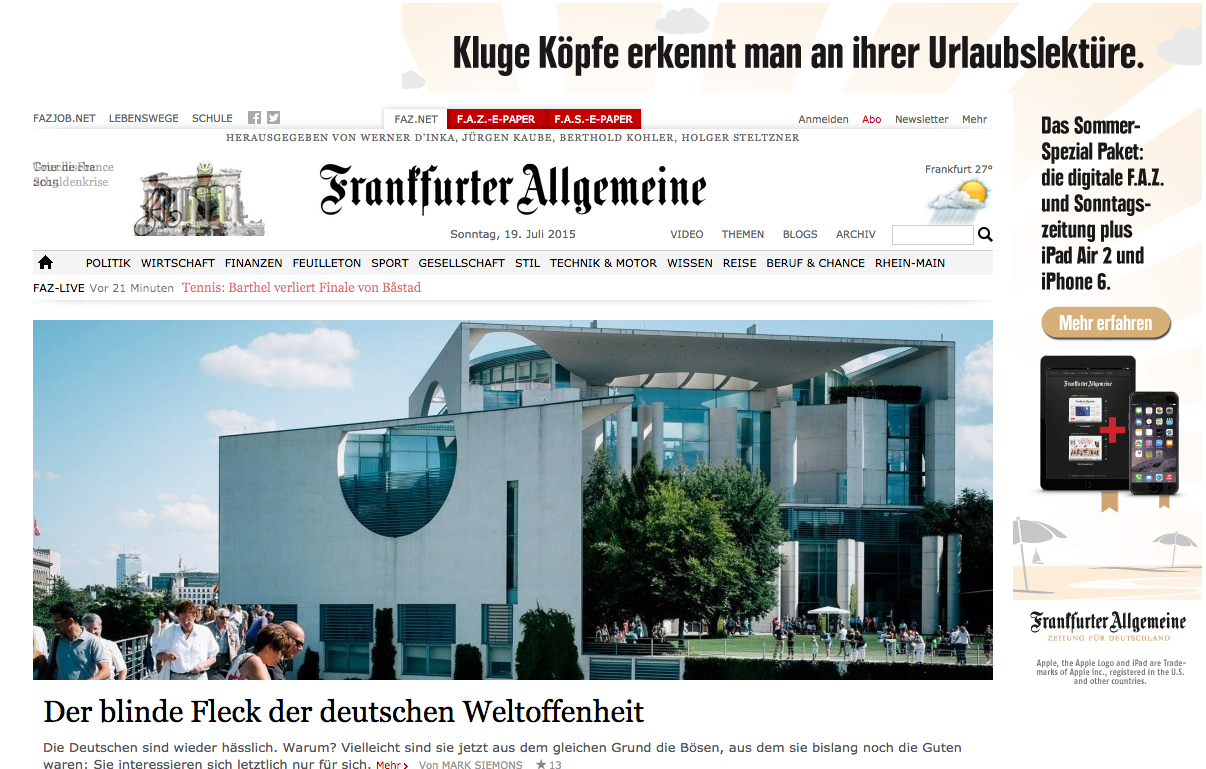 Kluge Köpfe erkennt man an ihrer Urlaubslektüre.
FAZJOB.NET LEBENSWEGE SCHULE
FAZ.NET F.A.Z.-E-PAPER F.A.S.-E-PAPER
Anmelden Abo Newsletter Mehr
HERAUSGEGEBEN VON WERNER D'INKA, JÜRGEN KAUBE, BERTHOLD KOHLER, HOLGER STELTZNER
Tour de France
2015
Schuldenkrise
Frankfurter Allgemeine
Frankfurt 27°
Sonntag, 19. Juli 2015
VIDEO THEMEN BLOGS ARCHIV
POLITIK WIRTSCHAFT FINANZEN FEUILLETON SPORT GESELLSCHAFT STIL TECHNIK & MOTOR WISSEN REISE BERUF & CHANCE RHEIN-MAIN
FAZ-LIVE Vor 21 Minuten Tennis: Barthel verliert Finale von Båstad
Der blinde Fleck der deutschen Weltoffenheit
Die Deutschen sind wieder hässlich. Warum? Vielleicht sind sie jetzt aus dem gleichen Grund die Bösen, aus dem sie bislang noch die Guten
waren: Sie interessieren sich letztlich nur für sich. Mehr Von MARK SIEMONS ★ 13
Das Sommer-
Spezial Paket:
die digitale F.A.Z.
und Sonntags-
zeitung plus
iPad Air 2 und
iPhone 6.
Mehr erfahren
Frankfurter Allgemeine
Frankfurter Allgemeine
ZEITUNG FÜR DEUTSCHLAND
Apple, the Apple Logo and iPad are Trade-
marks of Apple Inc., registered in the U.S.
and other countries.